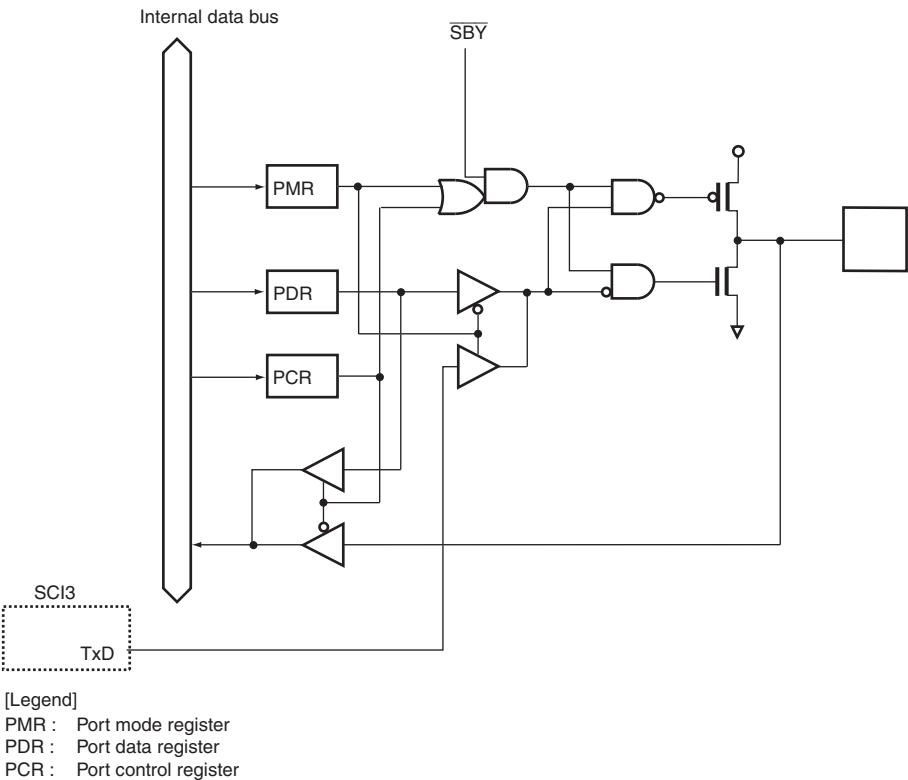 Internal data bus
SBY
PMR
PDR
PCR
SCI3
TxD
[Legend]
PMR : Port mode register
PDR : Port data register
PCR : Port control register